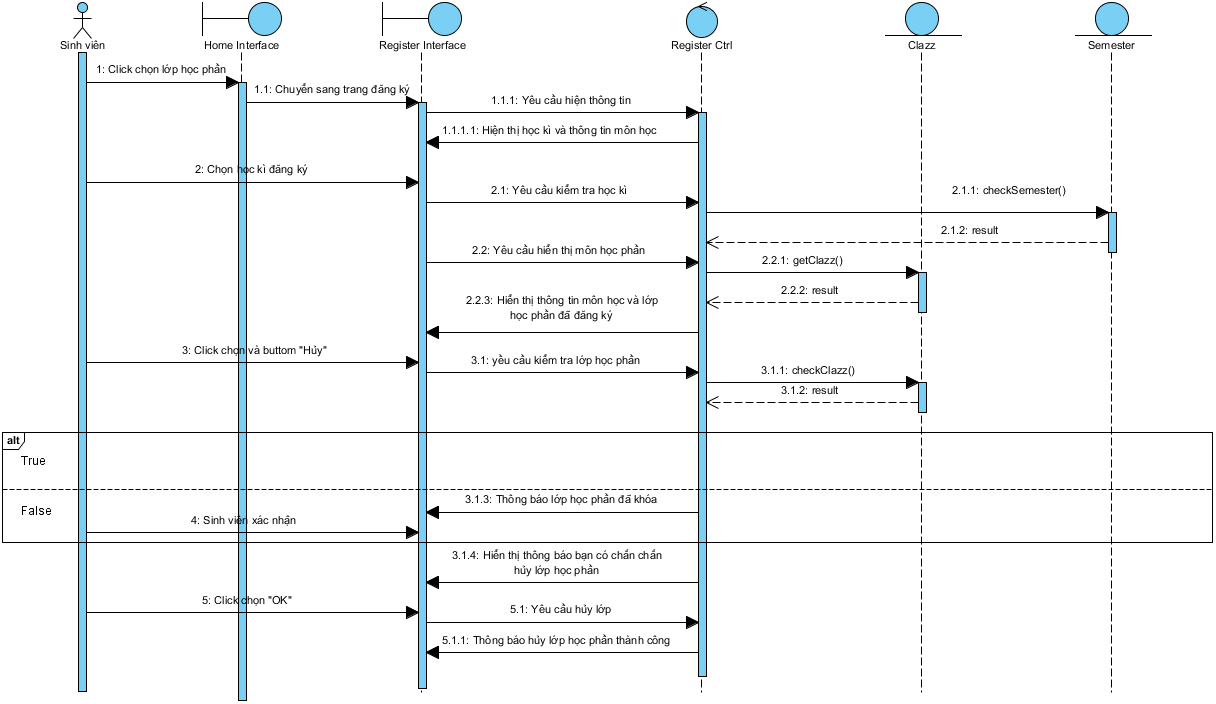 Sinh viên
Home Interface
Register Interface
Register Ctrl
Clazz
Semester
1: Click chọn lớp học phần
1.1: Chuyển sang trang đăng ký
1.1.1: Yêu cầu hiện thông tin
1.1.1.1: Hiện thị học kì và thông tin môn học
2: Chọn học kì đăng ký
2.1: Yêu cầu kiểm tra học kì
2.1.1: checkSemester()
2.1.2: result
2.2: Yêu cầu hiển thị môn học phần
2.2.1: getClazz()
2.2.2: result
2.2.3: Hiển thị thông tin môn học và lớp
học phần đã đăng ký
3: Click chọn và buttom "Hủy"
3.1: yều cầu kiểm tra lớp học phần
3.1.1: checkClazz()
3.1.2: result
alt
True
False
3.1.3: Thông báo lớp học phần đã khóa
4: Sinh viên xác nhận
3.1.4: Hiển thị thông báo bạn có chắn chắn
hủy lớp học phần
5: Click chọn "OK"
5.1: Yêu cầu hủy lớp
5.1.1: Thông báo hủy lớp học phần thành công